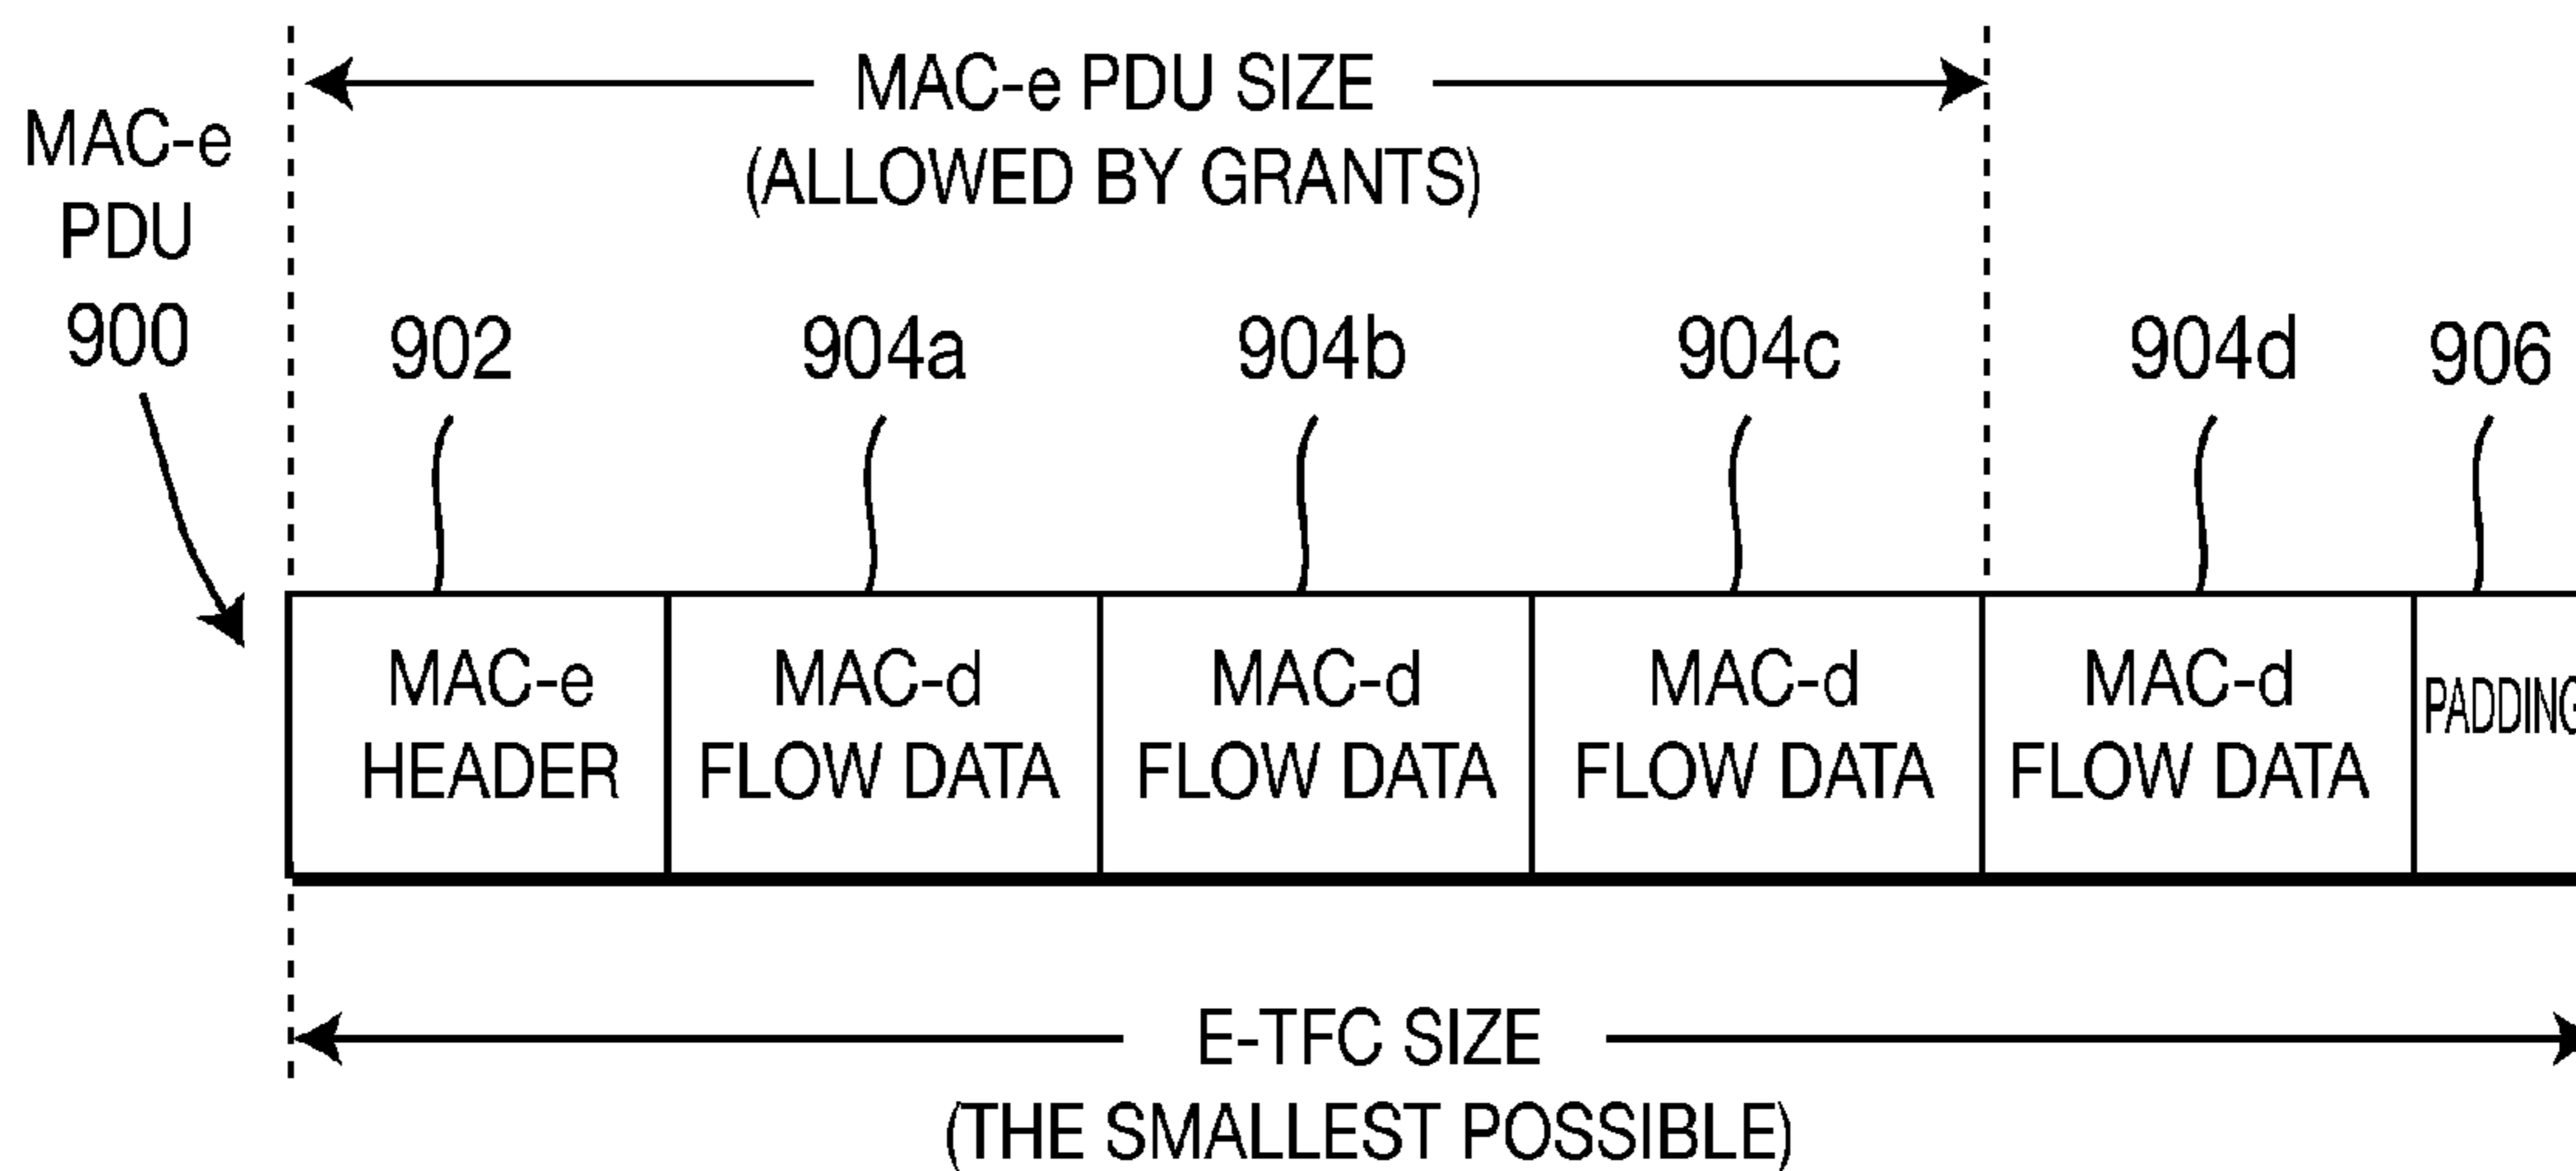 MAC-e PDU SIZE
(ALLOWED BY GRANTS)
MAC-e
PDU
900
902
904a
904b
904c
904d
906
MAC-e
HEADER
MAC-d
FLOW DATA
MAC-d
FLOW DATA
MAC-d
FLOW DATA
MAC-d
FLOW DATA
PADDING
E-TFC SIZE
(THE SMALLEST POSSIBLE)